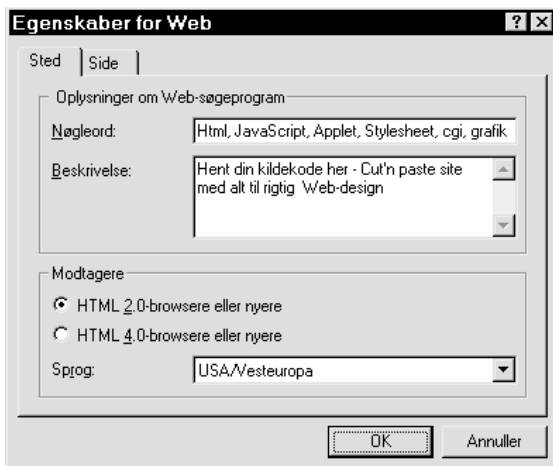 Egenskaber for Web
Sted
Side
Oplysninger om Web-søgeprogram
Nøgleord:
Html, JavaScript, Applet, Stylesheet, cgi, grafik
Beskrivelse:
Hent din kildekode her - Cut'n paste site
med alt til rigtig Web-design
Modtagere
HTML 2.0-browsere eller nyere
HTML 4.0-browsere eller nyere
Sprog:
USA/Vesteuropa
OK
Annuller